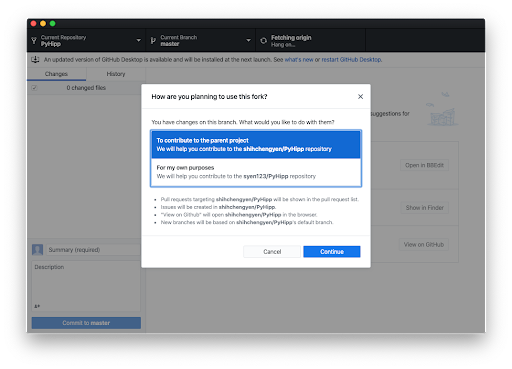 Current Repository
PyHipp
Current Branch
master
Fetching origin
Hang on...
An updated version of GitHub Desktop is available and will be installed at the next launch. See what's new or restart GitHub Desktop.
Changes
History
0 changed files
How are you planning to use this fork?
You have changes on this branch. What would you like to do with them?
To contribute to the parent project
We will help you contribute to the shihchengyen/PyHipp repository
For my own purposes
We will help you contribute to the syen123/PyHipp repository
• Pull requests targeting shihchengyen/PyHipp will be shown in the pull request list.
• Issues will be created in shihchengyen/PyHipp.
• "View on Github" will open shihchengyen/PyHipp in the browser.
• New branches will be based on shihchengyen/PyHipp's default branch.
Cancel
Continue
suggestions for
Open in BBEdit
Show in Finder
View on GitHub
Summary (required)
Description
Commit to master